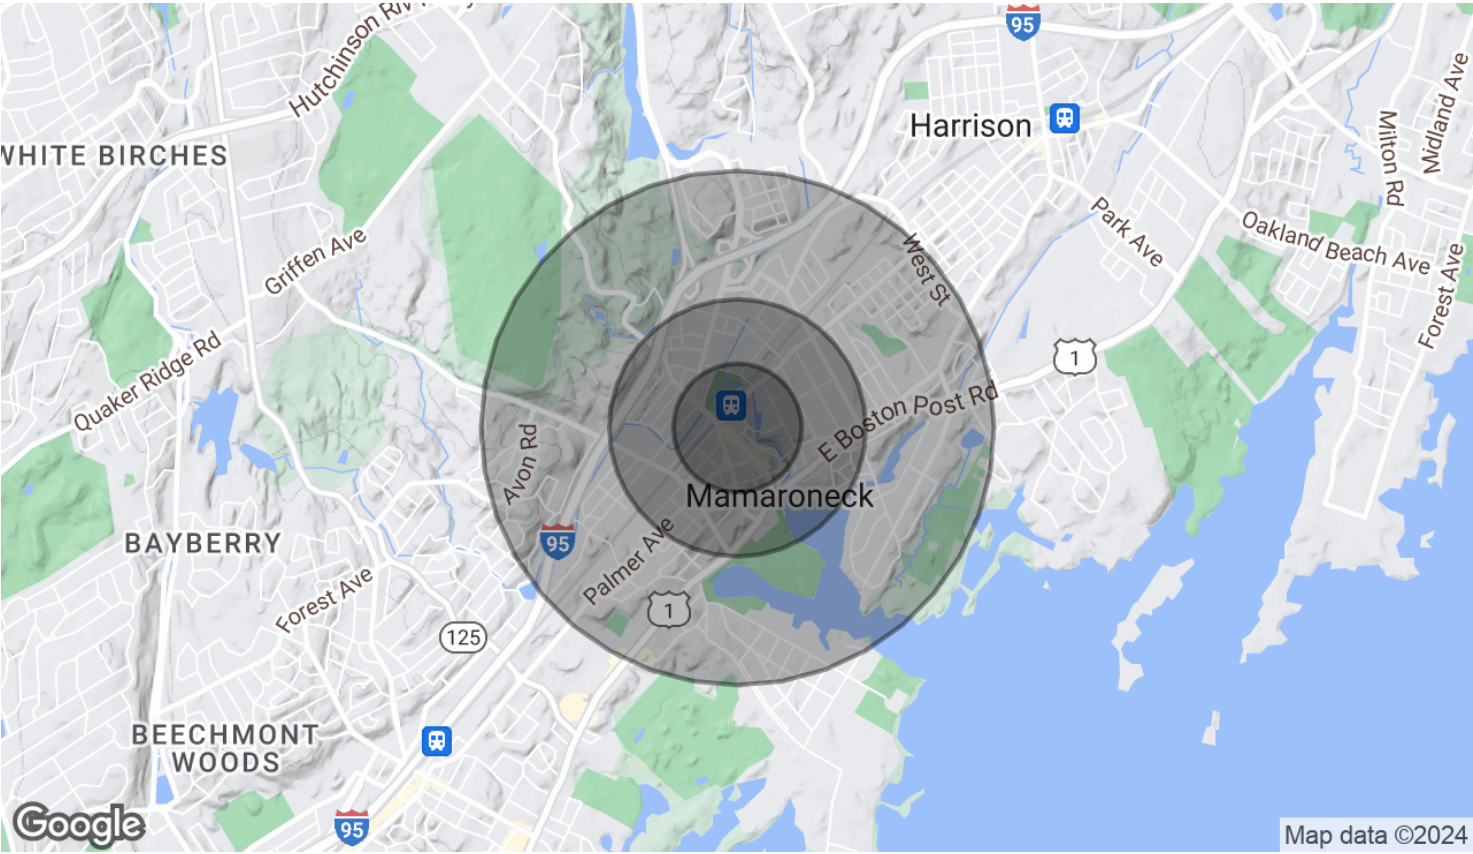 Hutchinson Riv
95
Harrison
Midland Ave
Milton Rd
WHITE BIRCHES
Griffen Ave
West St
Park Ave
Oakland Beach Ave
Forest Ave
Quaker Ridge Rd
1
E Boston Post Rd
Avon Rd
Mamaroneck
95
Palmer Ave
BAYBERRY
Forest Ave
1
125
BEECHMONT
WOODS
95
Google
Map data ©2024